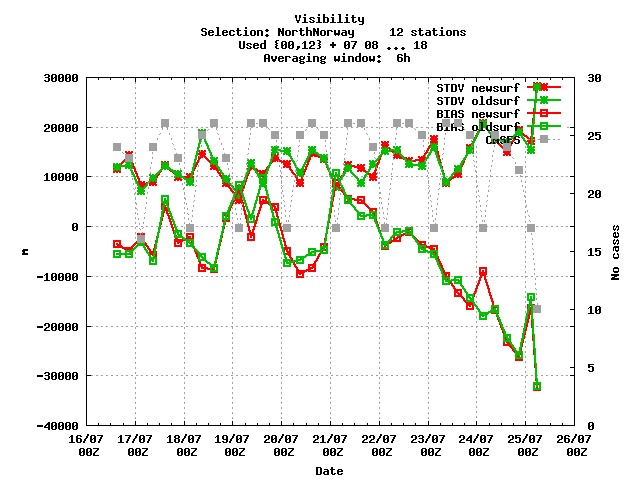 Visibility
Selection: NorthNorway 12 stations
Used {00,12} + 07 08 ... 18
Averaging window: 6h
STDV newsurf
STDV oldsurf
BIAS newsurf
BIAS oldsurf
CASES
30000
20000
10000
0
-10000
-20000
-30000
-40000
m
30
25
20
15
10
5
0
No cases
16/07 17/07 18/07 19/07 20/07 21/07 22/07 23/07 24/07 25/07 26/07
00Z 00Z 00Z 00Z 00Z 00Z 00Z 00Z 00Z 00Z 00Z
Date